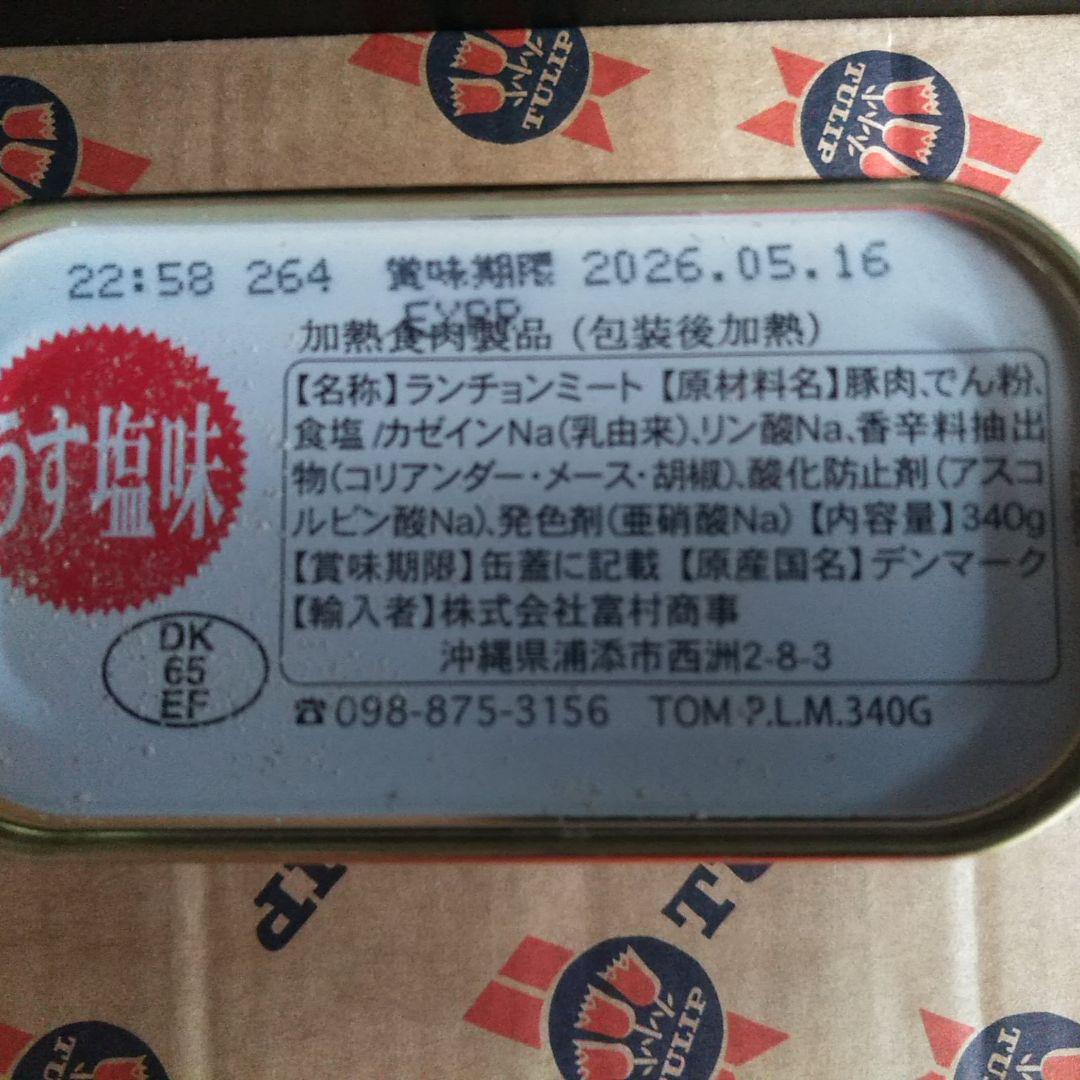 TULIP
TULIP
22:58 264 賞味期限 2026.05.16
加熱食肉製品(包装後加熱)
【名称】ランチョンミート【原材料名】豚肉、でん粉、
食塩/カゼインNa(乳由来)、リン酸Na、香辛料抽出
物(コリアンダー・メース・胡椒)、酸化防止剤(アスコ
ルビン酸Na)、発色剤(亜硝酸Na)【内容量】340g
【賞味期限】缶蓋に記載【原産国名】デンマーク
【輸入者】株式会社富村商事
沖縄県浦添市西洲2-8-3
☎098-875-3156 TOM P.L.M.340G
うす塩味
DK
65
EF
TULIP